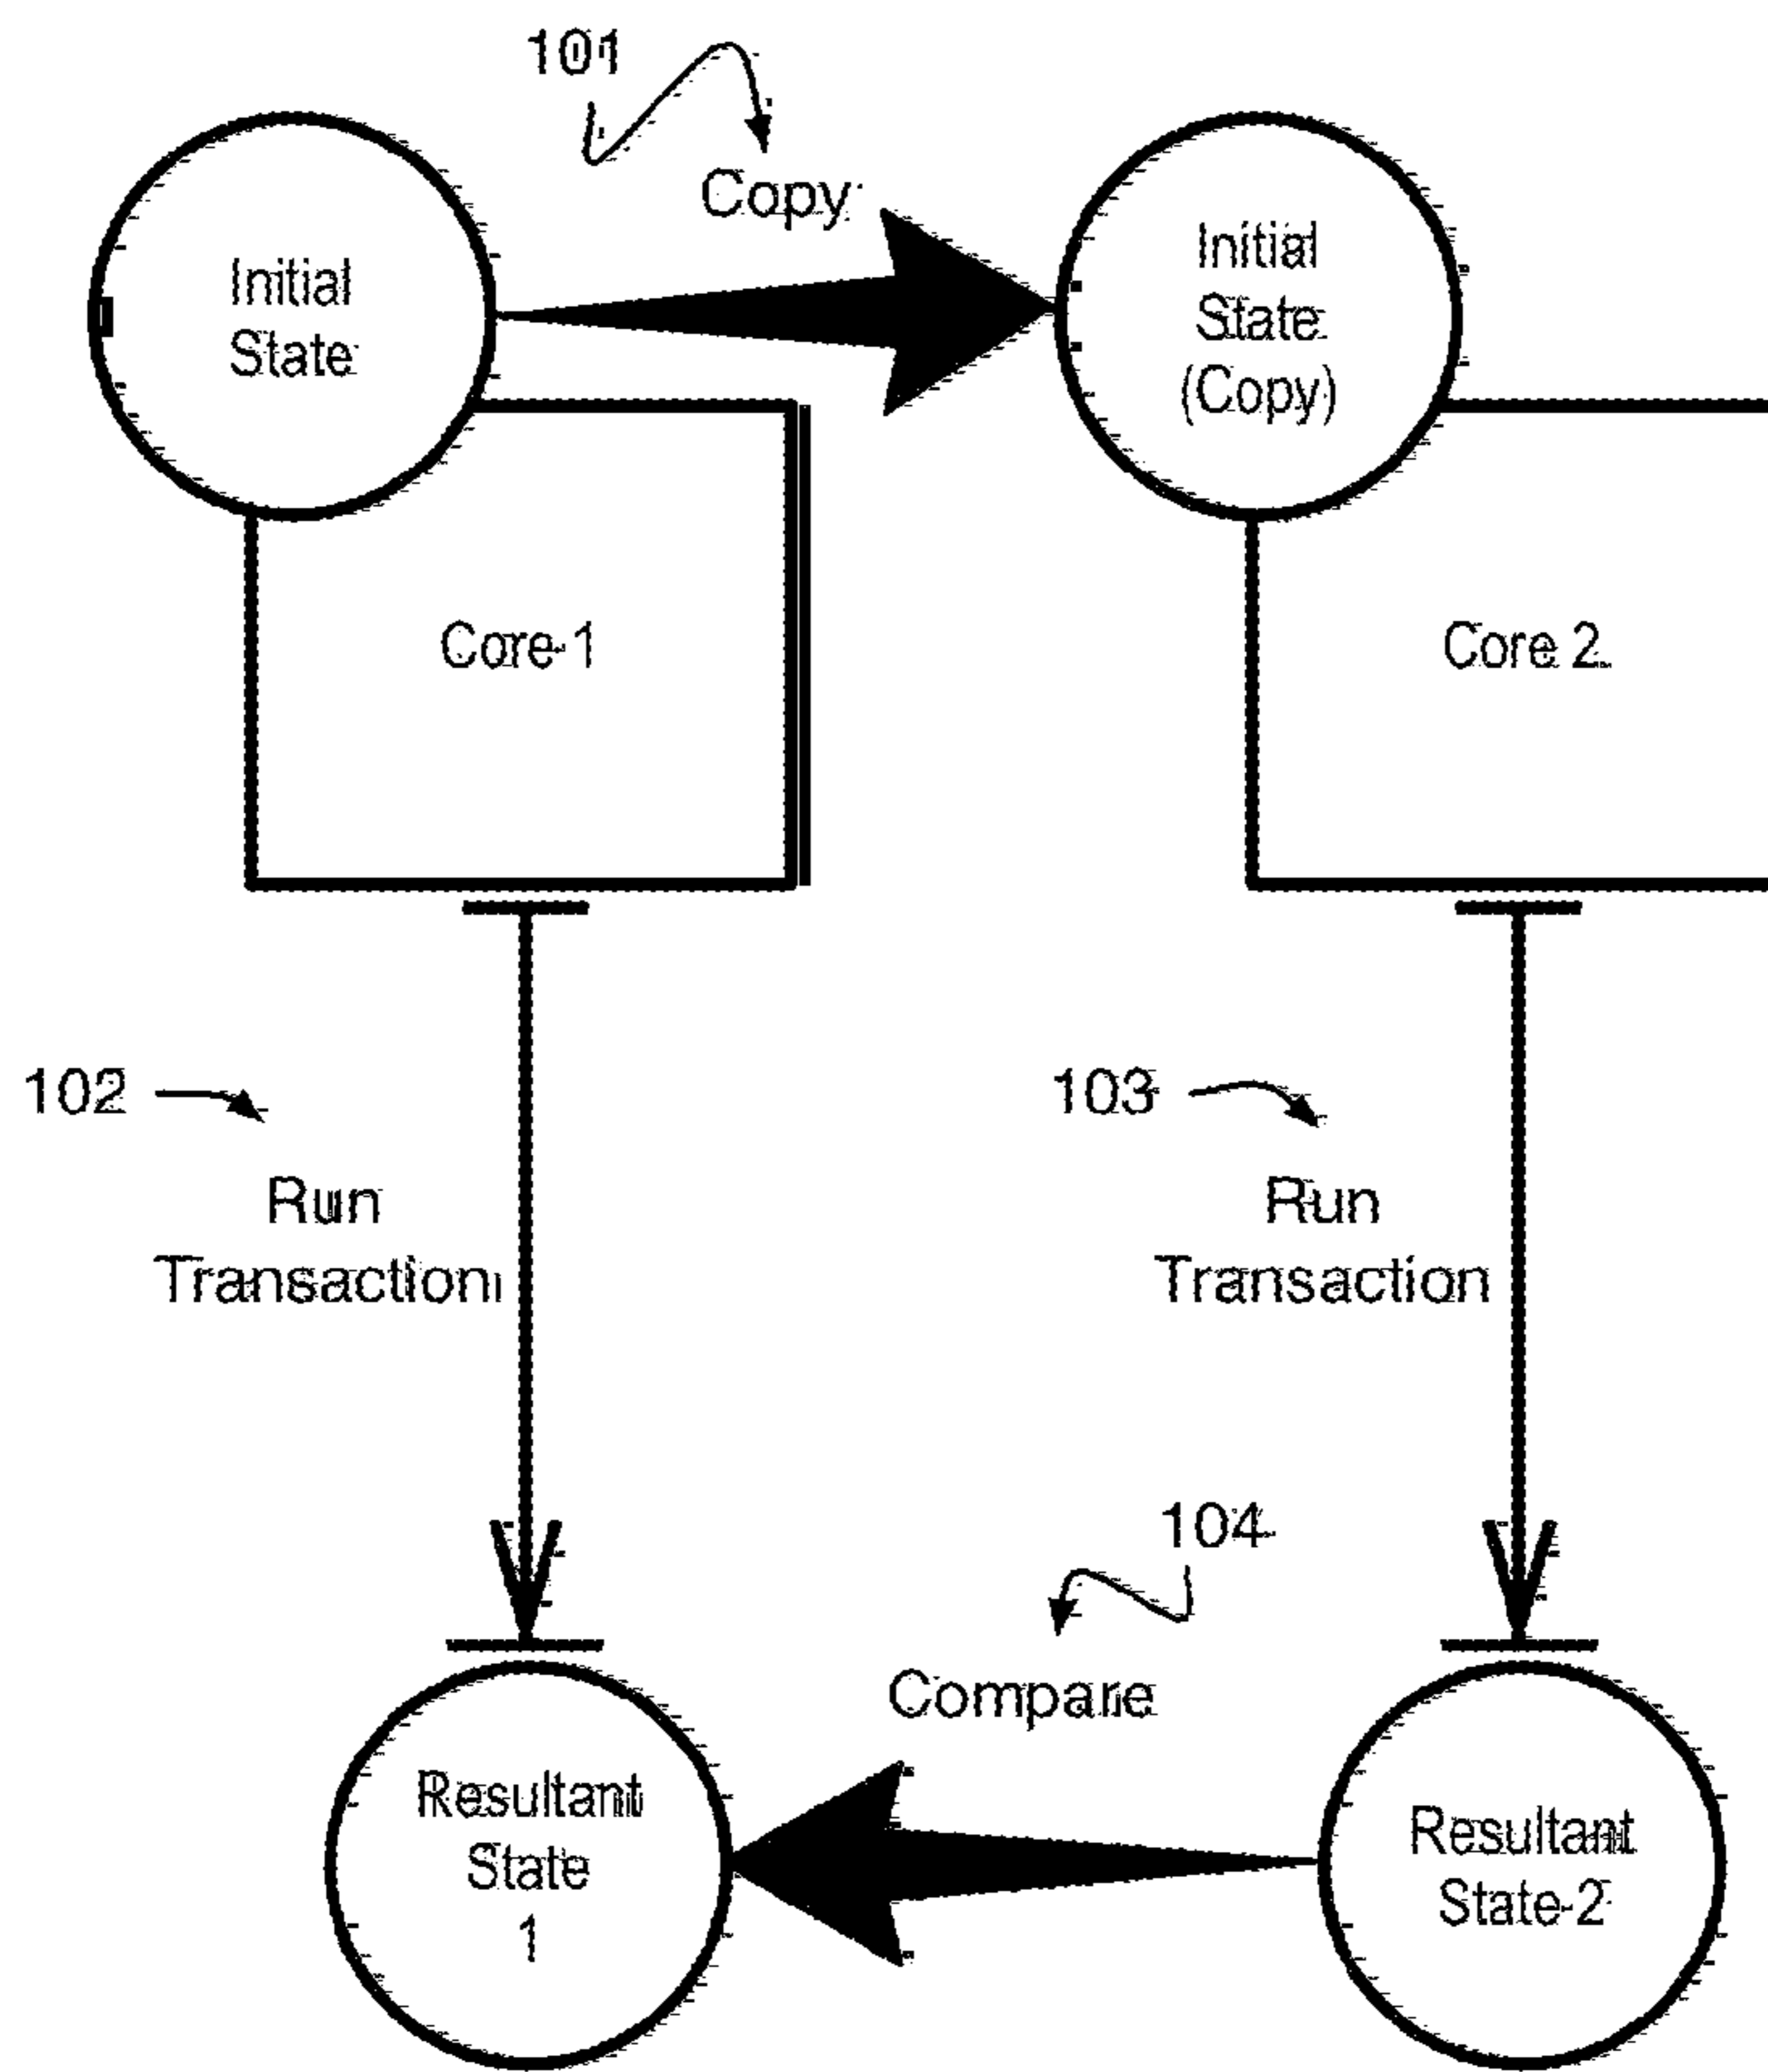 101
Copy
Initial
State
Initial
State
(Copy)
Core 1
Core 2
102
103
Run
Transaction
Run
Transaction
104
Compare
Resultant
State
1
Resultant
State 2